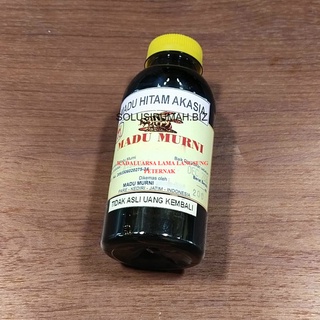 MADU HITAM AKASIA
SOLUSIRUMAH.BIZ
MADU MURNI
KADALUARSA LAMA LANGSUNG
PETERNAK
Dikemas oleh :
MADU MURNI
PARE - KEDIRI - JATIM - INDONESIA
TIDAK ASLI UANG KEMBALI